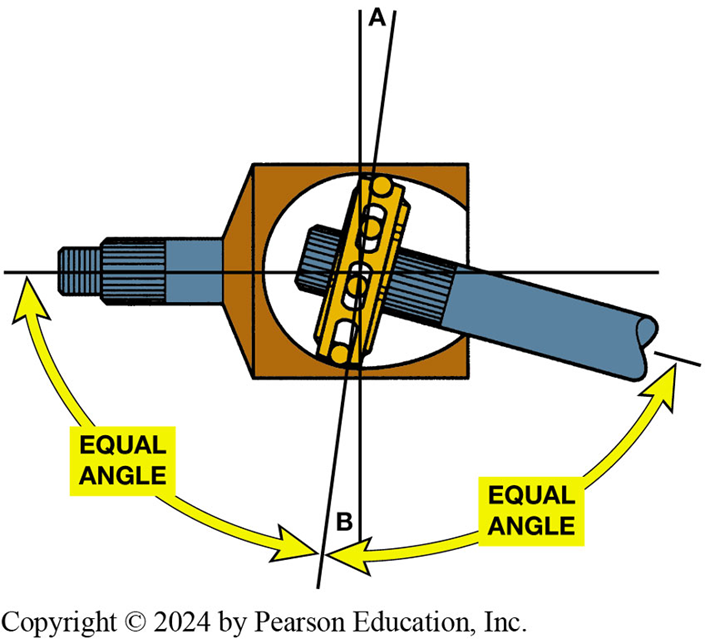 A
EQUAL
ANGLE
B
EQUAL
ANGLE
Copyright © 2024 by Pearson Education, Inc.